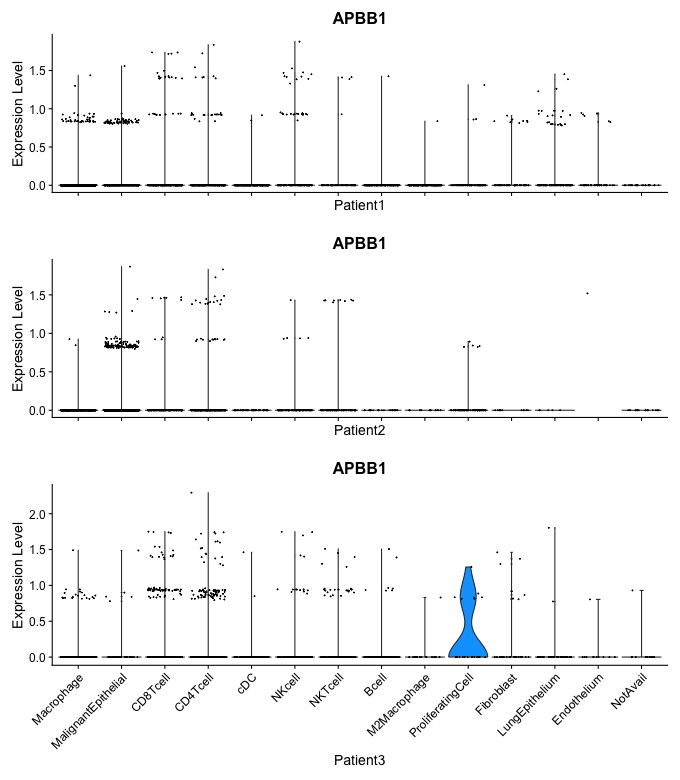 APBB1
Expression Level
1.5
1.0
0.5
0.0
Patient1
APBB1
Expression Level
1.5
1.0
0.5
0.0
Patient2
APBB1
Expression Level
2.0
1.5
1.0
0.5
0.0
Macrophage
MalignantEpithelial
CD8Tcell
CD4Tcell
cDC
NKcell
NKTcell
Bcell
M2Macrophage
ProliferatingCell
Fibroblast
LungEpithelium
Endothelium
NotAvail
Patient3